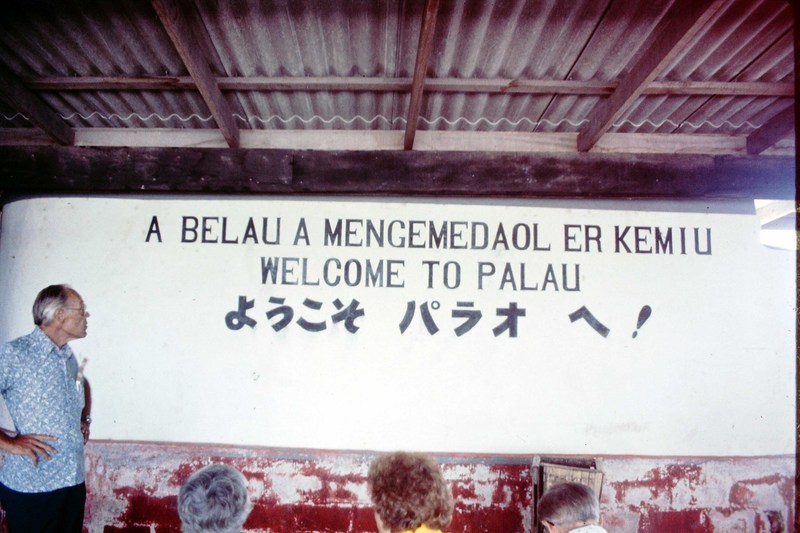 A BELAU A MENGEMEDAOL ER KEMIU
WELCOME TO PALAU
ようこそ パラオ へ!